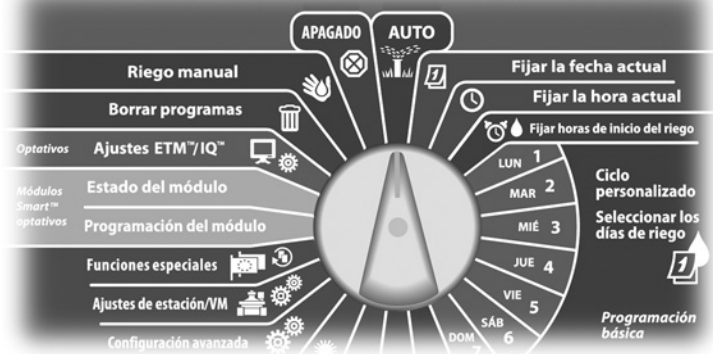 APAGADO
AUTO
Riego manual
Borrar programas
Optativos
Ajustes ETM™/IQ™
Módulos
Smart™
optativos
Estado del módulo
Programación del módulo
Funciones especiales
Ajustes de estación/VM
Configuración avanzada
1
Fijar la fecha actual
Fijar la hora actual
Fijar horas de inicio del riego
LUN 1
MAR 2
MIÉ 3
JUE 4
VIE 5
SÁB 6
DOM 7
Ciclo
personalizado
Seleccionar los
días de riego
1
Programación
básica